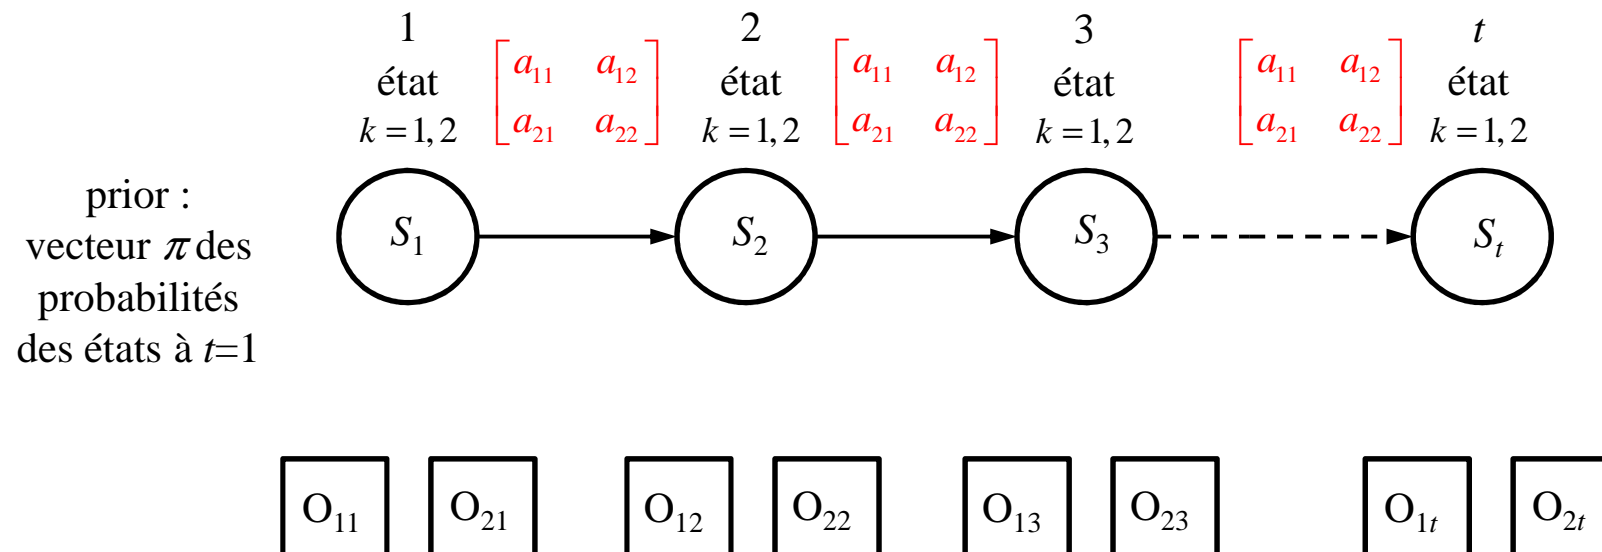 1 2 3 t
état état état état
k = 1, 2 k = 1, 2 k = 1, 2 k = 1, 2
a11 a12 a11 a12 a11 a12
a21 a22 a21 a22 a21 a22
prior :
vecteur π des
probabilités
des états à t=1
S1 S2 S3 St
O11 O21 O12 O22 O13 O23 O1t O2t